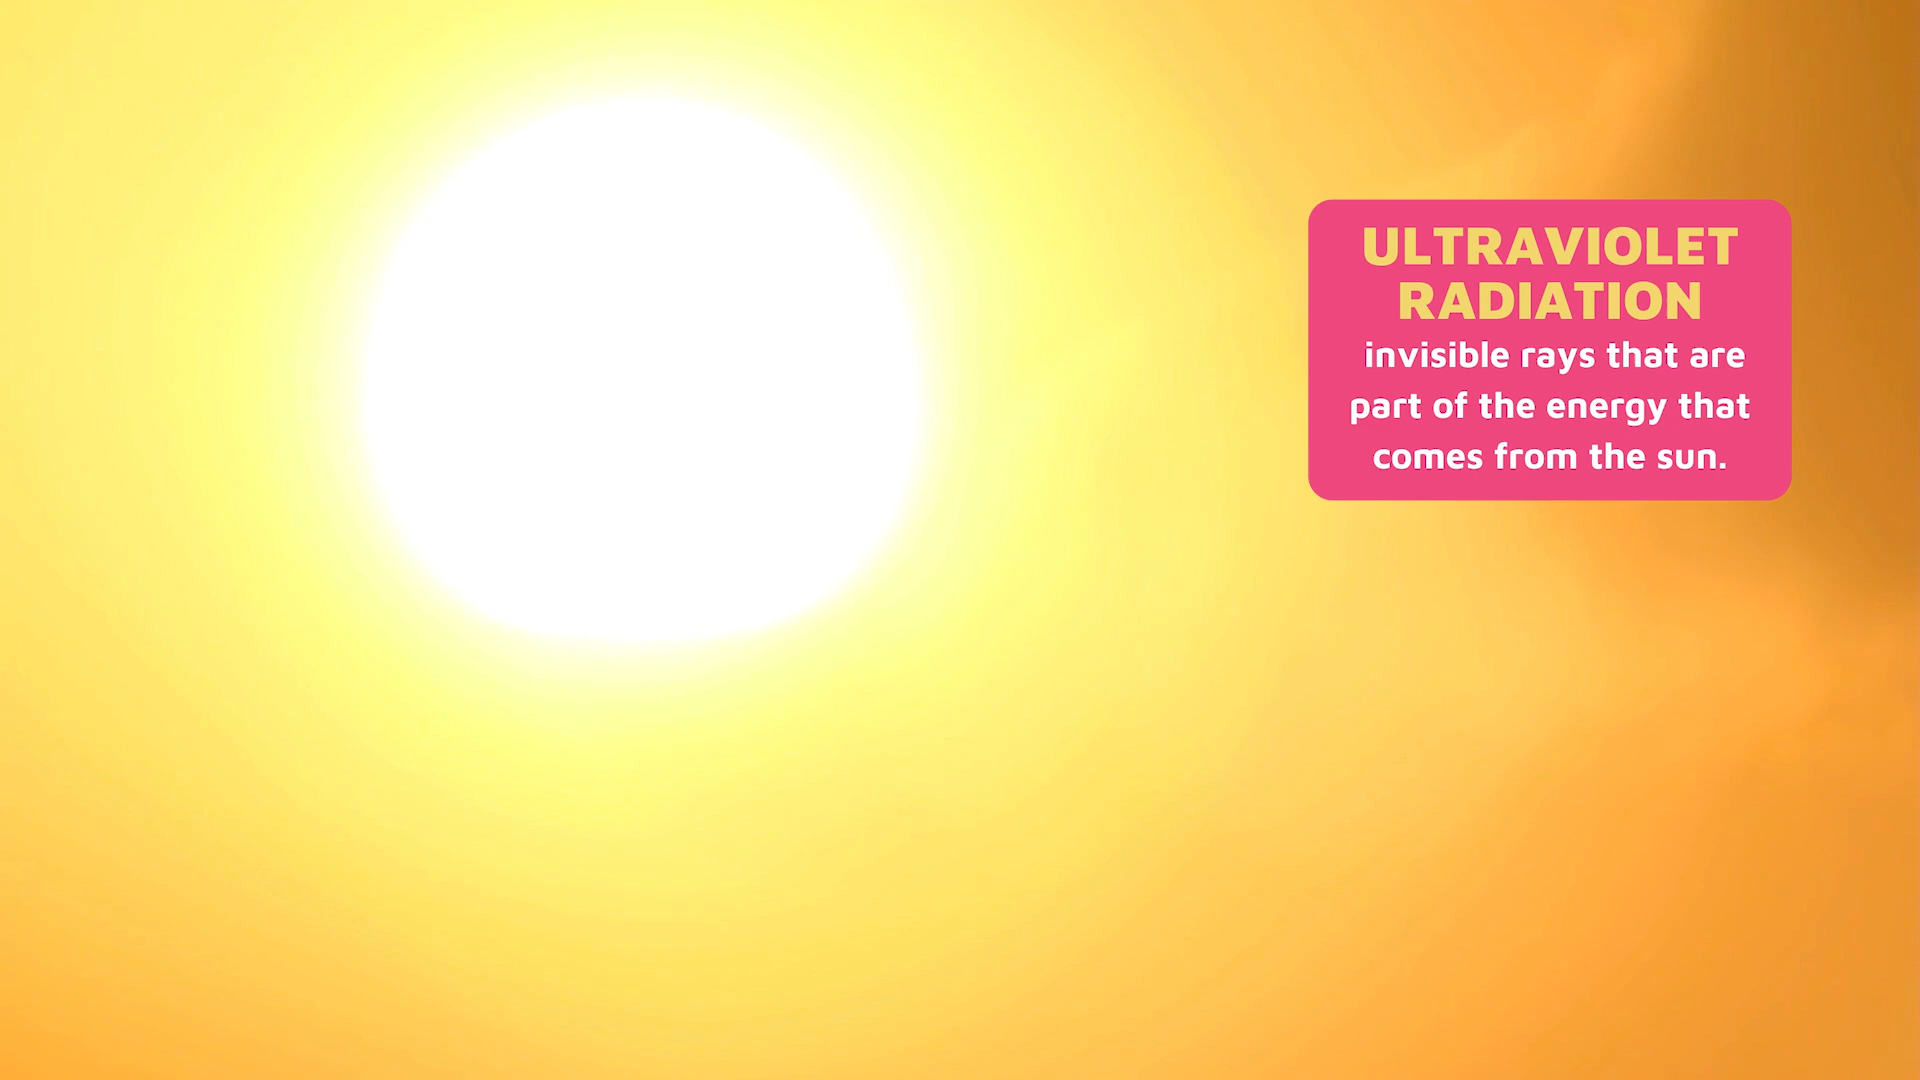 ULTRAVIOLET
RADIATION
invisible rays that are
part of the energy that
comes from the sun.